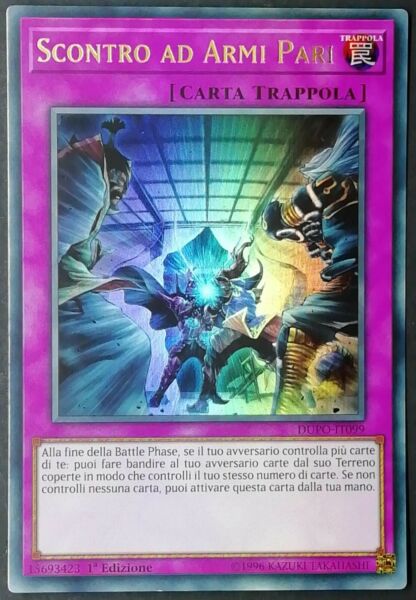 SCONTRO AD ARMI PARI
TRAPPOLA
罠
[CARTA TRAPPOLA]
DUPO-IT099
Alla fine della Battle Phase, se il tuo avversario controlla più carte
di te: puoi fare bandire al tuo avversario carte dal suo Terreno
coperte in modo che controlli il tuo stesso numero di carte. Se non
controlli nessuna carta, puoi attivare questa carta dalla tua mano.
15693423
1ª Edizione
©1996 KAZUKI TAKAHASHI